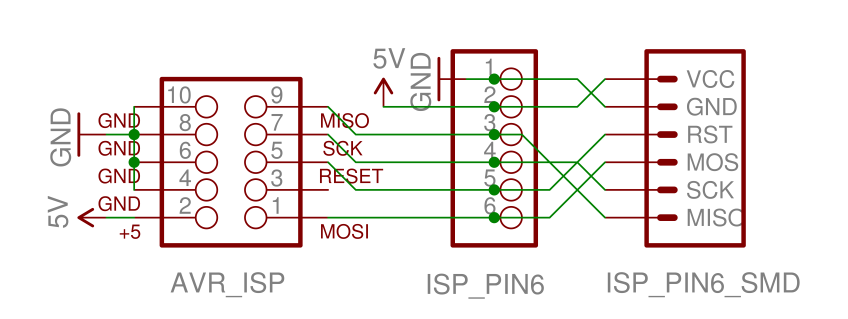 5V
GND
1
VCC
10
9
2
GND
GND
GND
MISO
8
7
3
RST
GND
SCK
6
5
4
MOS
GND
RESET
4
3
5
SCK
5V
GND
2
1
6
MISO
+5
MOSI
AVR_ISP
ISP_PIN6
ISP_PIN6_SMD